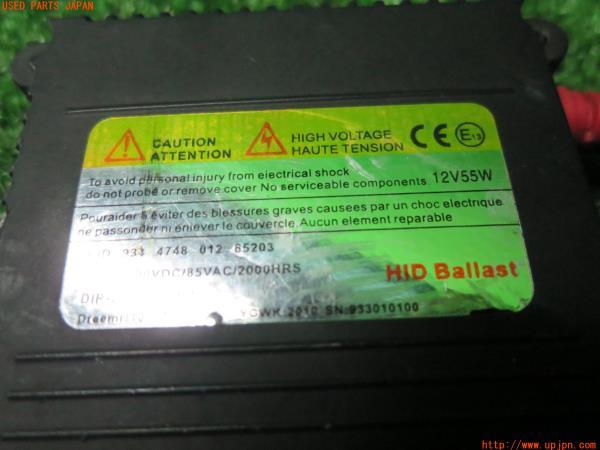 USED PARTS JAPAN
CAUTION
ATTENTION
HIGH VOLTAGE
HAUTE TENSION
CE E13
To avoid personal injury from electrical shock
do not probe or remove cover No serviceable components.
12V55W
Pouraider s'éviter des blessures graves causées par un choc électrique
ne passonder ni enlever le couvercle. Aucun element reparable
4748 012 65203
VDC/85VAC/2000HRS
HID Ballast
YGWK 2010 SN:933010100
http://www.upjpn.com/